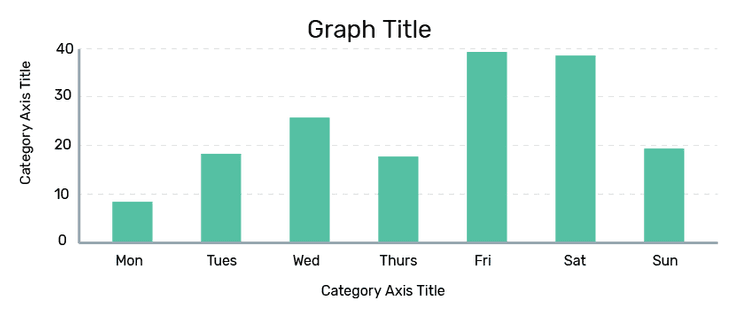 Graph Title
Category Axis Title
40
30
20
10
0
Mon Tues Wed Thurs Fri Sat Sun
Category Axis Title